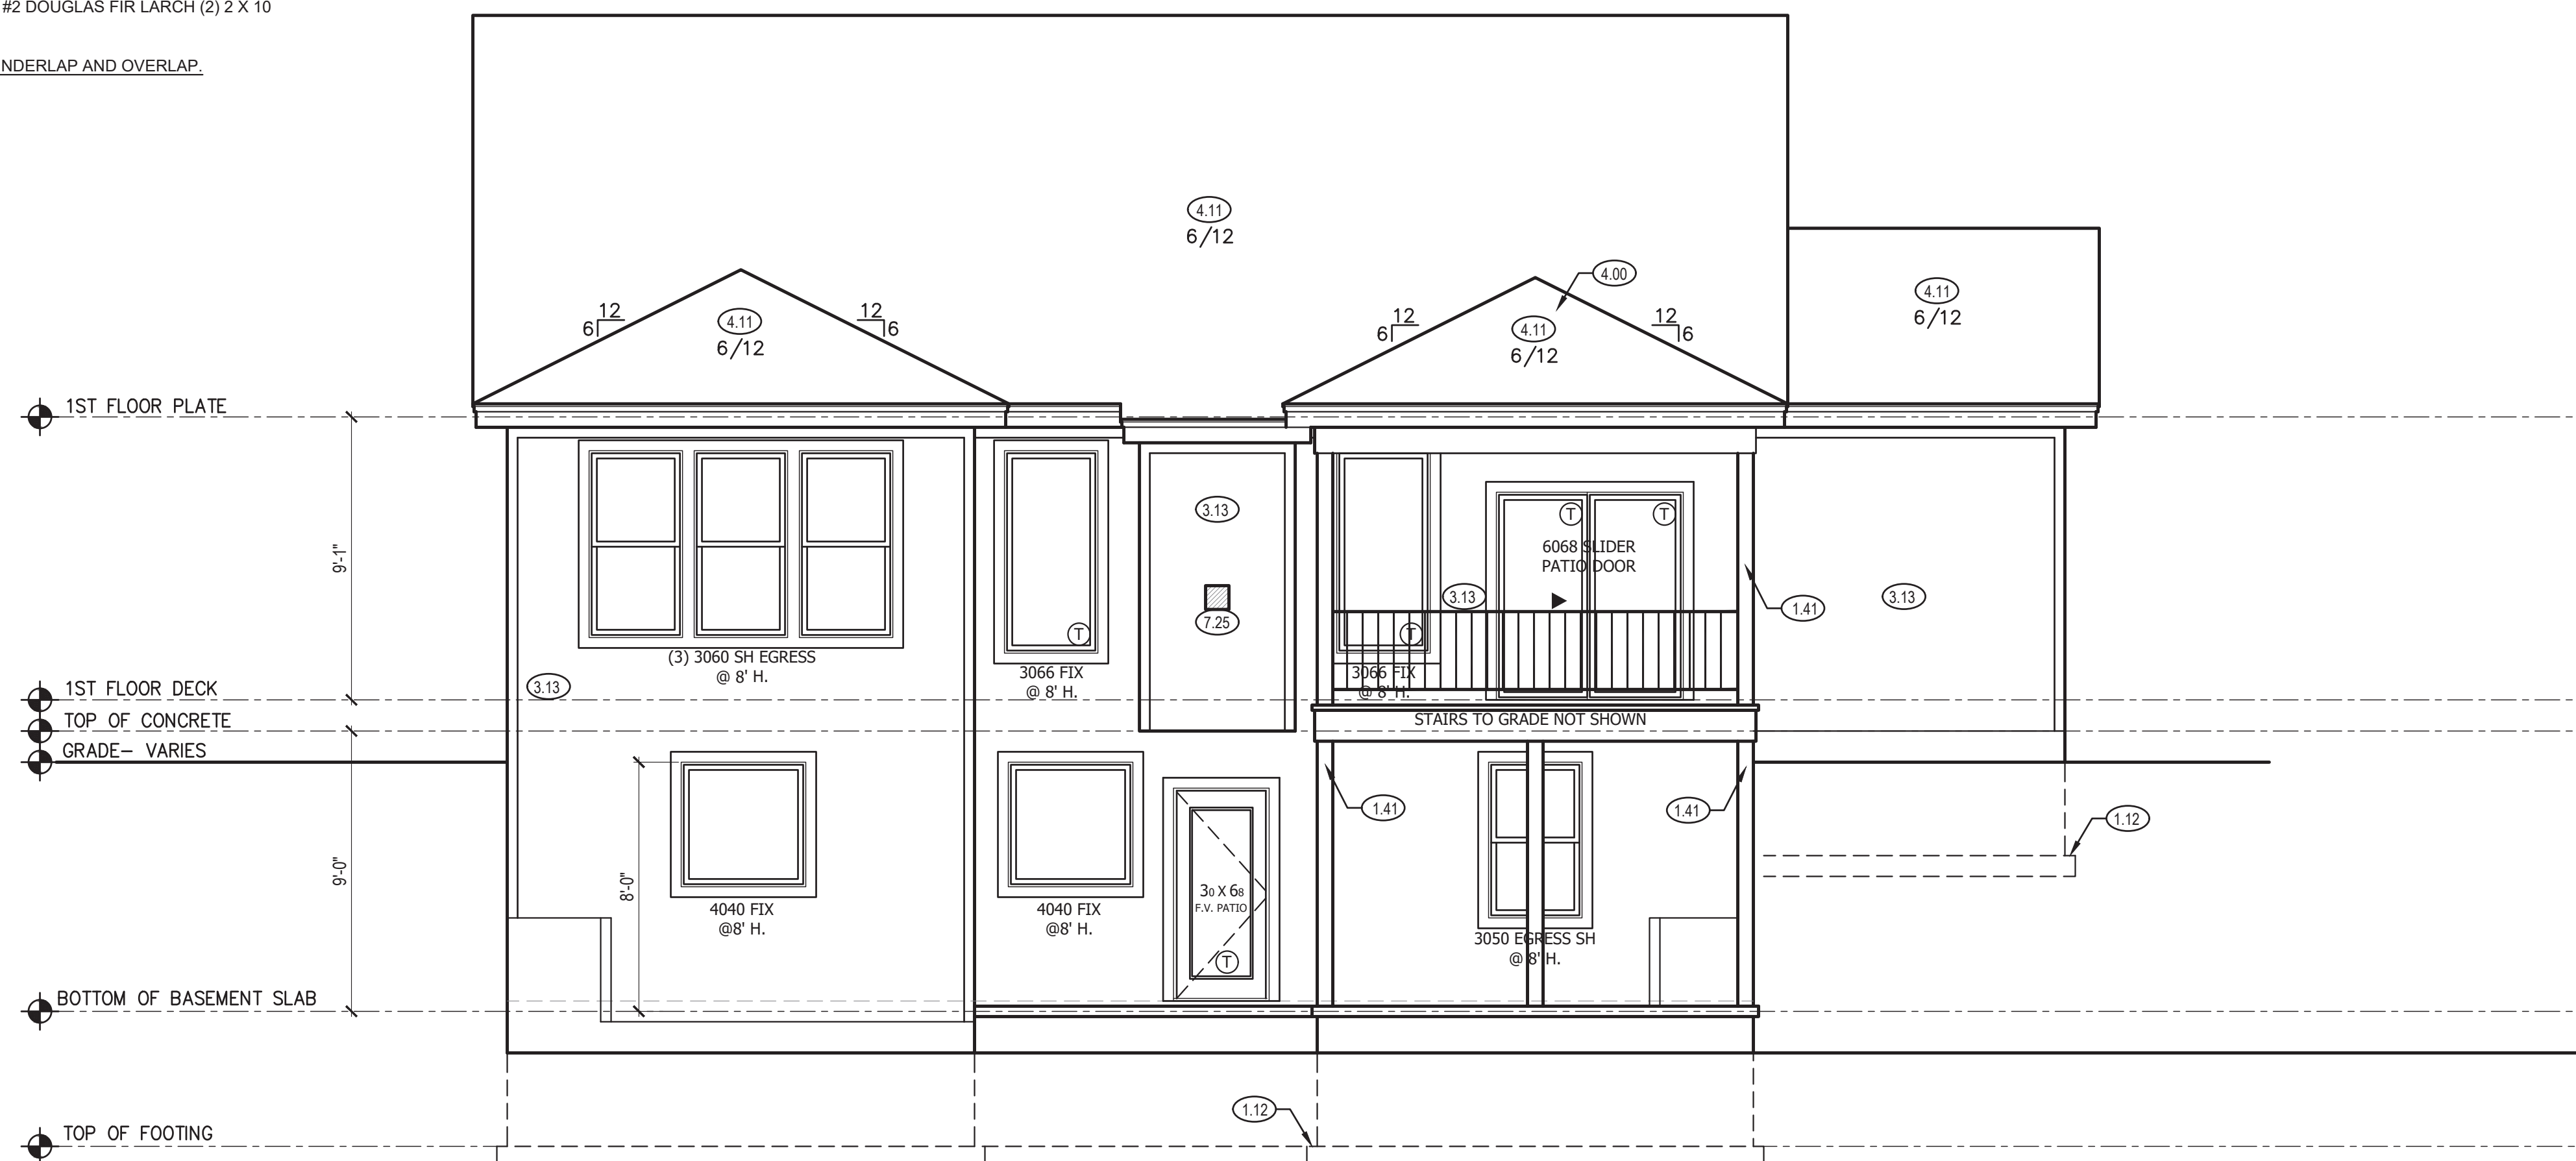 #2 DOUGLAS FIR LARCH (2) 2 X 10
NDERLAP AND OVERLAP.
4.11
6/12
4.00
4.11
6/12
12
6
4.11
6/12
12
6
12
6
4.11
6/12
12
6
1ST FLOOR PLATE
9'-1"
3.13
T
T
6068 SLIDER
PATIO DOOR
3.13
1.41
3.13
7.25
T
T
(3) 3060 SH EGRESS
@ 8' H.
3066 FIX
@ 8' H.
3066 FIX
@ 8' H.
3.13
1ST FLOOR DECK
TOP OF CONCRETE
STAIRS TO GRADE NOT SHOWN
GRADE- VARIES
1.41
1.41
1.12
9'-0"
8'-0"
4040 FIX
@8' H.
4040 FIX
@8' H.
30 X 68
F.V. PATIO
T
3050 EGRESS SH
@ 8' H.
BOTTOM OF BASEMENT SLAB
1.12
TOP OF FOOTING